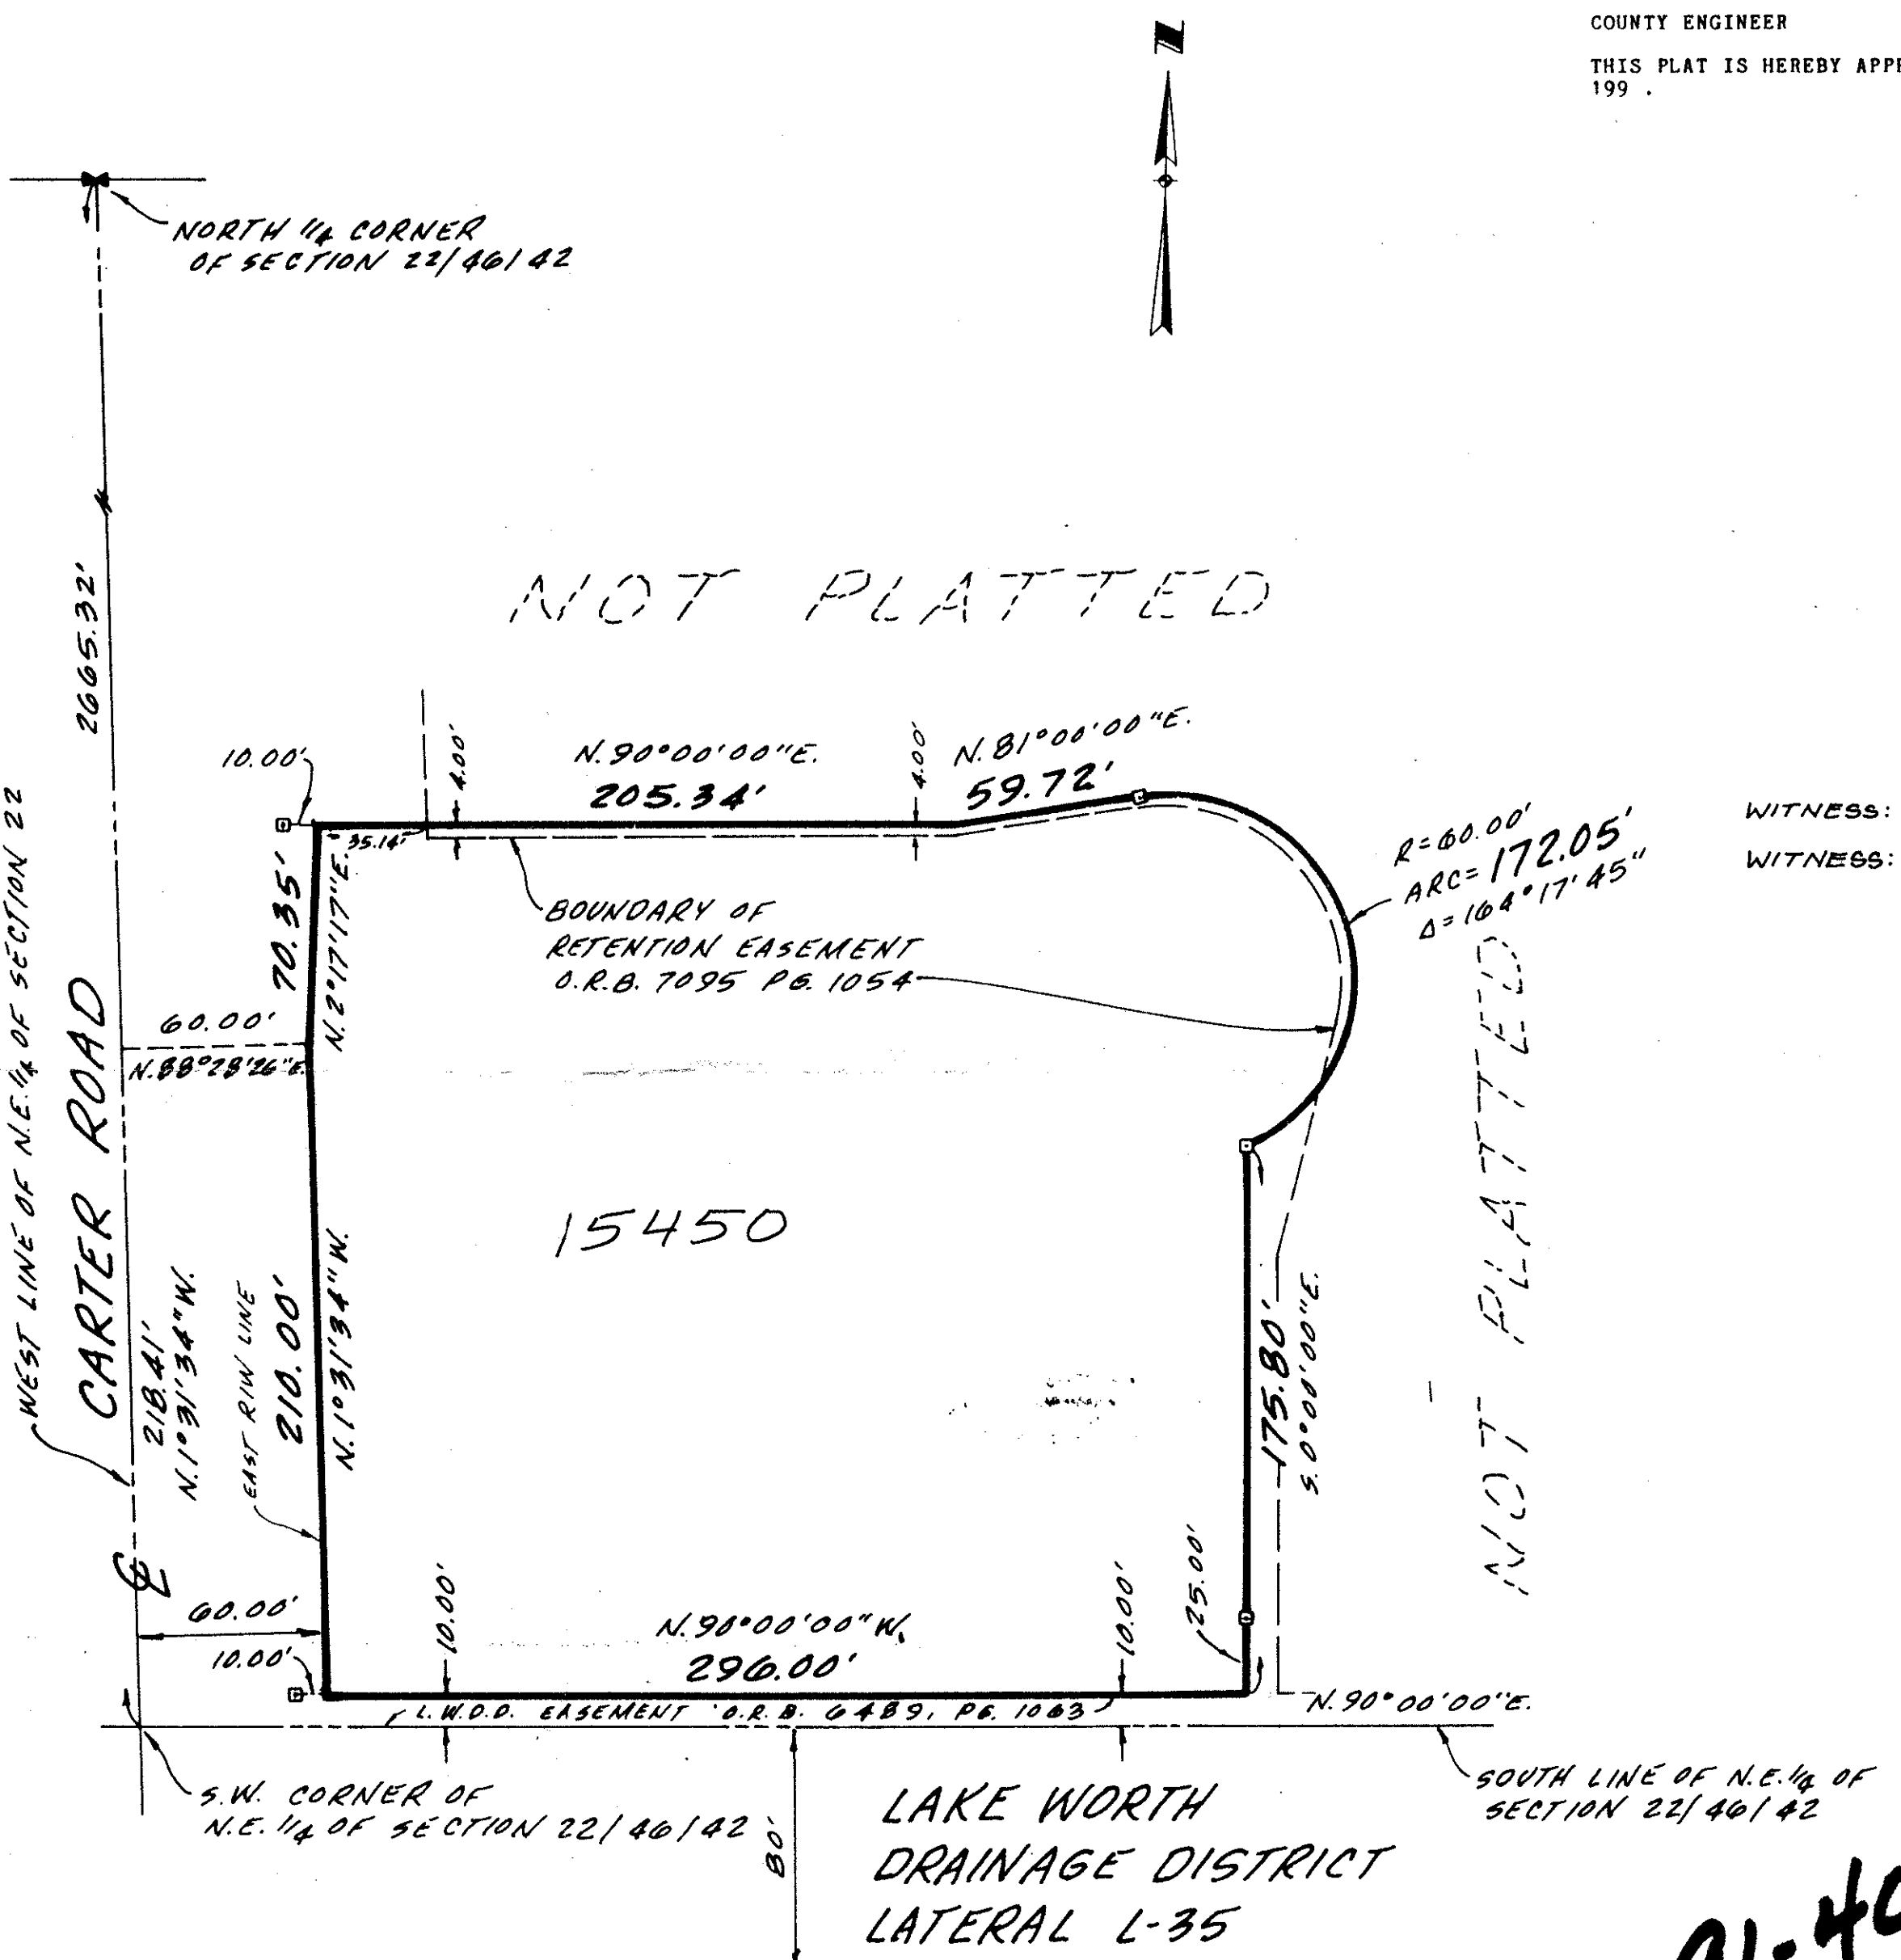 COUNTY ENGINEER
THIS PLAT IS HEREBY
199 .
N
NORTH 1/4 CORNER
OF SECTION 22/46/42
2665.32'
NOT PLATTED
10.00'
4.00'
N.90°00'00"E.
205.34'
4.00'
N.81°00'00"E.
59.72'
35.14'
R=60.00'
ARC=172.05'
Δ=164°17'45"
WITNESS:
WITNESS:
70.35'
N.2°17'17"E.
BOUNDARY OF
RETENTION EASEMENT
O.R.B. 7095 PG. 1054
60.00'
N.88°28'26"E.
WEST LINE OF N.E.1/4 OF SECTION 22
CARTER ROAD
15450
NOT PLATTED
218.41'
N.1°31'34"W.
EAST R/W LINE
210.00'
N.1°31'34"W.
175.80'
S.0°00'00"E.
25.00'
℄
60.00'
10.00'
10.00'
N.90°00'00"W.
296.00'
10.00'
L.W.D.D. EASEMENT O.R.B. 6489, PG. 1063
N.90°00'00"E.
S.W. CORNER OF
N.E.1/4 OF SECTION 22/46/42
80'
LAKE WORTH
DRAINAGE DISTRICT
LATERAL L-35
SOUTH LINE OF N.E.1/4 OF
SECTION 22/46/42